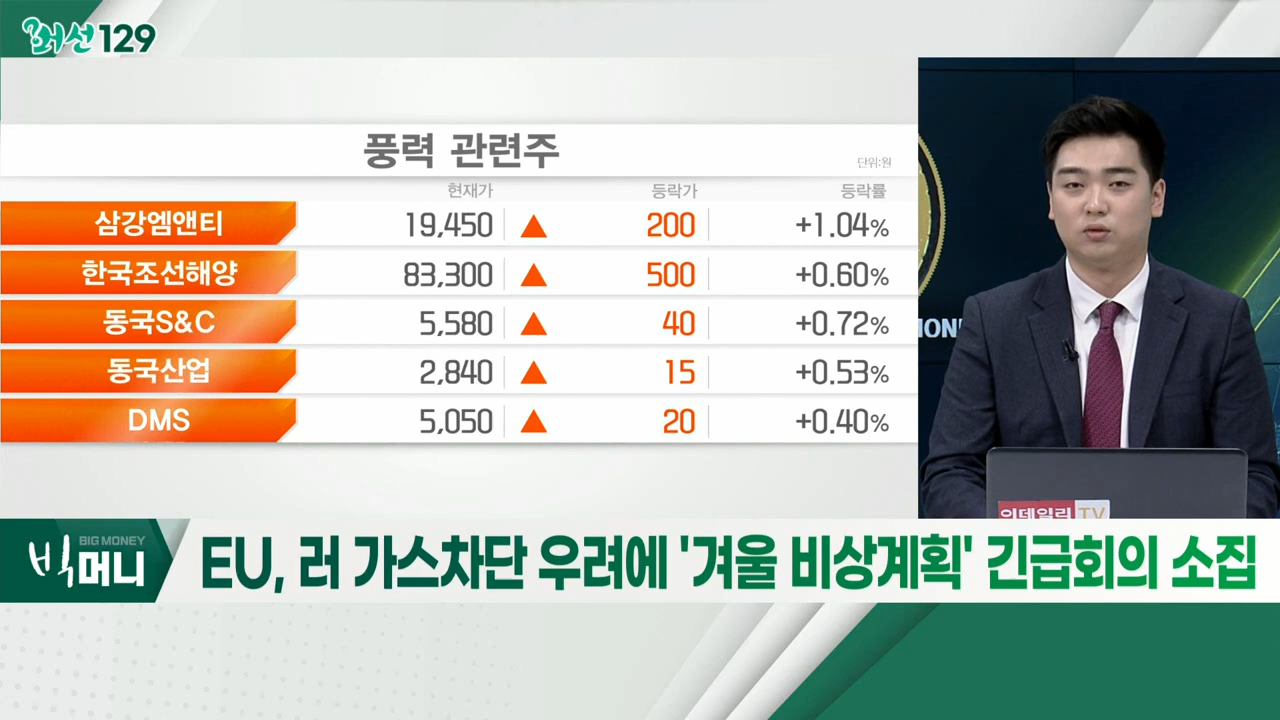 최선129
풍력 관련주
단위:원
현재가 등락가 등락률
삼강엠앤티 19,450 ▲ 200 +1.04%
한국조선해양 83,300 ▲ 500 +0.60%
동국S&C 5,580 ▲ 40 +0.72%
동국산업 2,840 ▲ 15 +0.53%
DMS 5,050 ▲ 20 +0.40%
이데일리TV
BIG MONEY
빅머니
EU, 러 가스차단 우려에 '겨울 비상계획' 긴급회의 소집